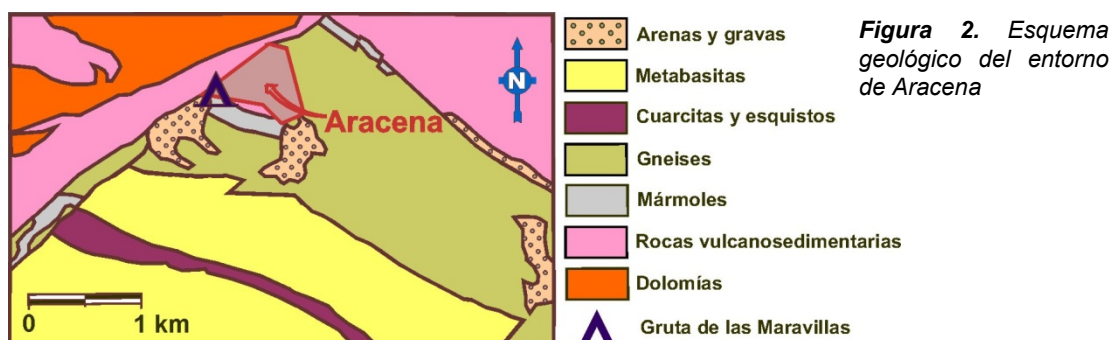 N
Aracena
0 1 km
Arenas y gravas
Metabasitas
Cuarcitas y esquistos
Gneises
Mármoles
Rocas vulcanosedimentarias
Dolomías
Gruta de las Maravillas
Figura 2. Esquema
geológico del entorno
de Aracena